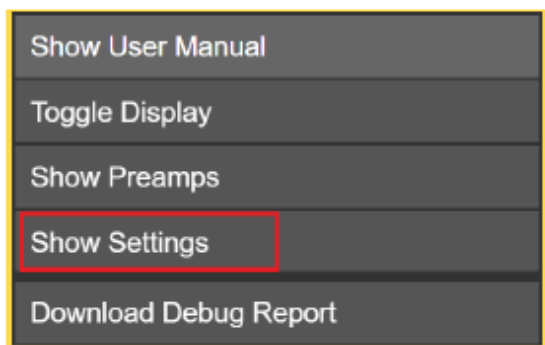 Show User Manual
Toggle Display
Show Preamps
Show Settings
Download Debug Report